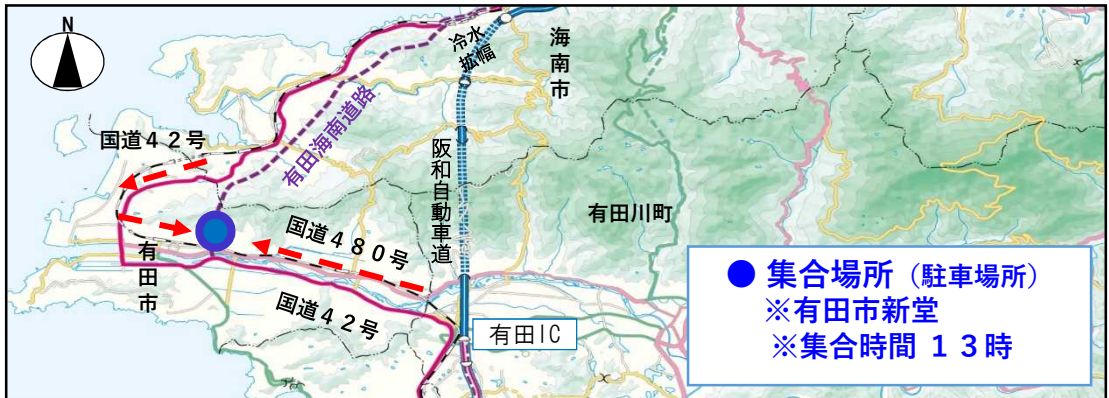 N
冷水
拡幅
海南市
国道４２号
有田海南道路
阪和自動車道
有田川町
国道４８０号
有田市
国道４２号
有田IC
● 集合場所（駐車場所）
※有田市新堂
※集合時間 １３時